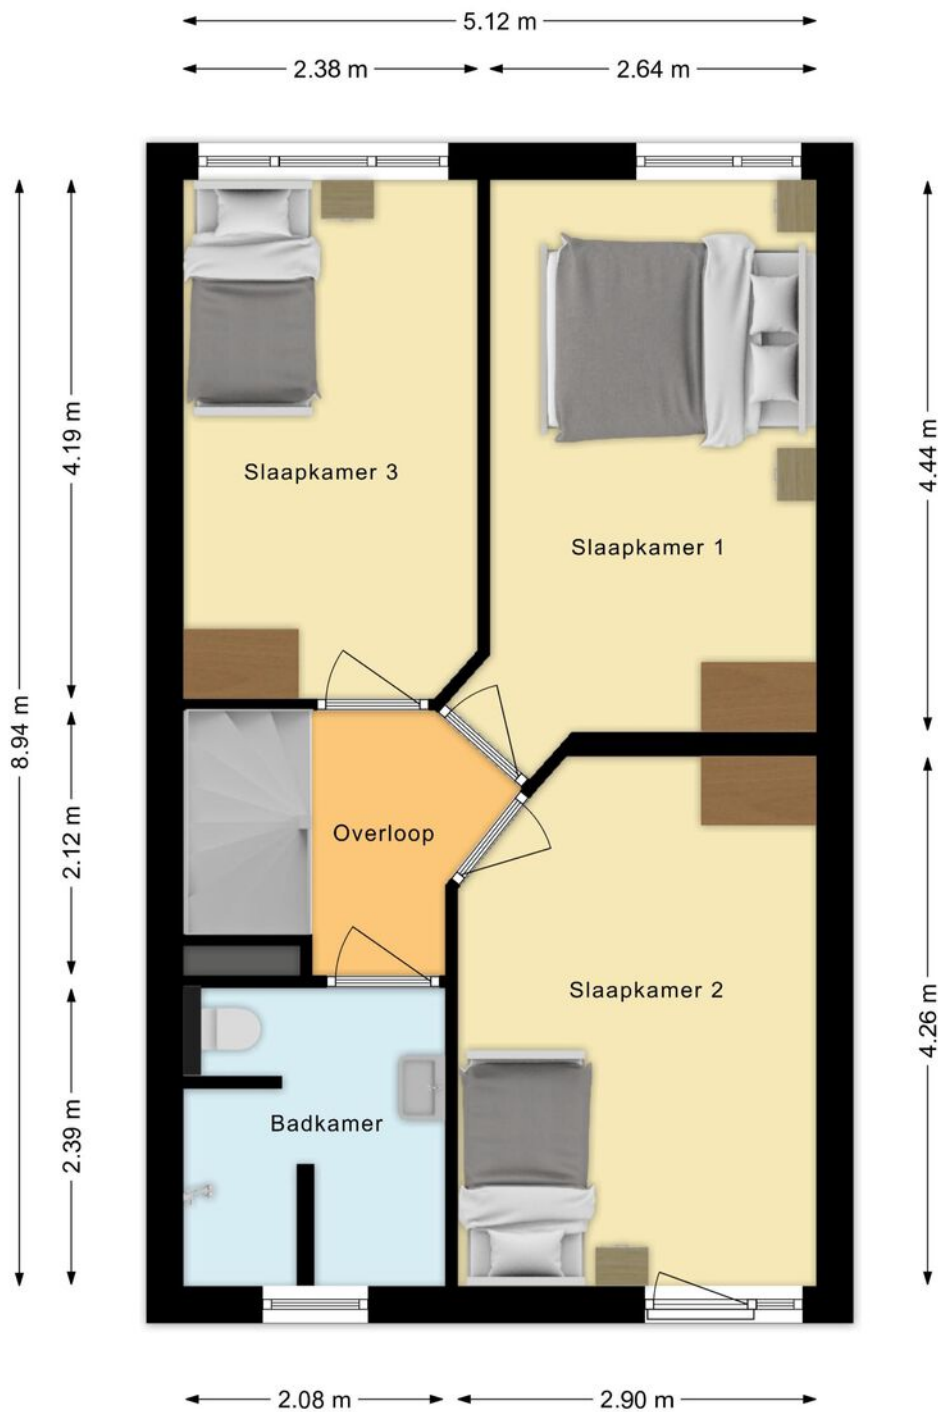 5.12 m
2.38 m
2.64 m
4.19 m
4.44 m
Slaapkamer 3
Slaapkamer 1
8.94 m
2.12 m
Overloop
Slaapkamer 2
4.26 m
2.39 m
Badkamer
2.08 m
2.90 m